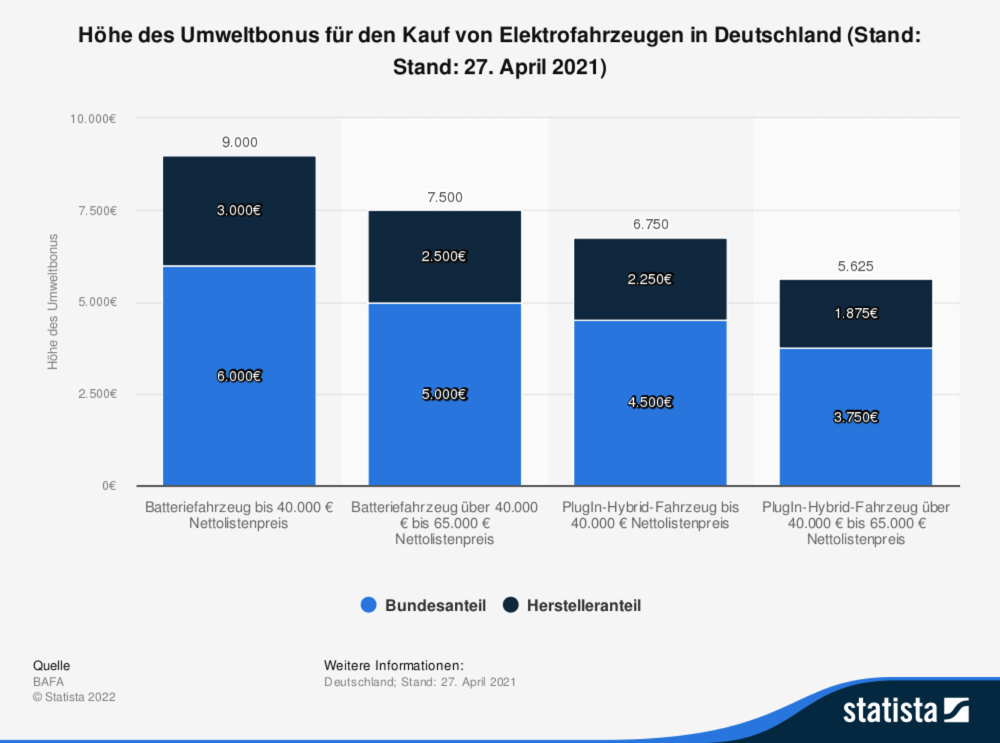 Höhe des Umweltbonus für den Kauf von Elektrofahrzeugen in Deutschland (Stand:
Stand: 27. April 2021)
Höhe des Umweltbonus
10.000€
7.500€
5.000€
2.500€
0€
9.000
3.000€
6.000€
7.500
2.500€
5.000€
6.750
2.250€
4.500€
5.625
1.875€
3.750€
Batteriefahrzeug bis 40.000 €
Nettolistenpreis
Batteriefahrzeug über 40.000
€ bis 65.000 €
Nettolistenpreis
PlugIn-Hybrid-Fahrzeug bis
40.000 € Nettolistenpreis
PlugIn-Hybrid-Fahrzeug über
40.000 € bis 65.000 €
Nettolistenpreis
Bundesanteil
Herstelleranteil
Quelle
BAFA
© Statista 2022
Weitere Informationen:
Deutschland; Stand: 27. April 2021
statista